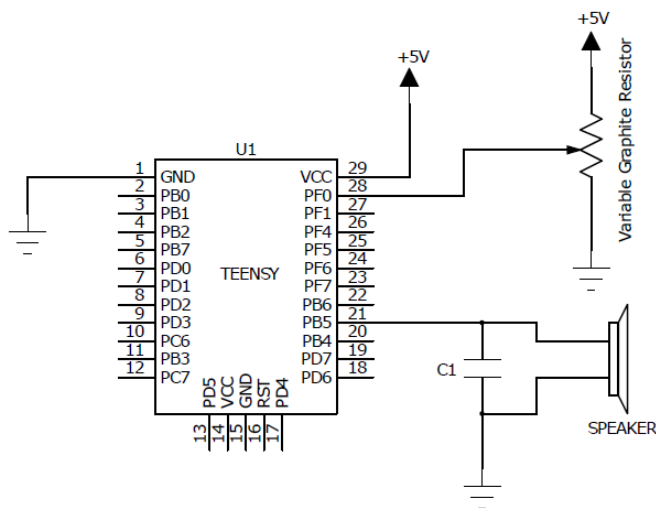 +5V
+5V
Variable Graphite Resistor
U1
1 GND VCC 29
2 PB0 PF0 28
3 PB1 PF1 27
4 PB2 PF4 26
5 PB7 PF5 25
6 PD0 PF6 24
7 PD1 TEENSY PF7 23
8 PD2 PB6 22
9 PD3 PB5 21
10 PC6 PB4 20
11 PB3 PD7 19
12 PC7 PD6 18
PD5 VCC GND RST PD4
13 14 15 16 17
C1
SPEAKER